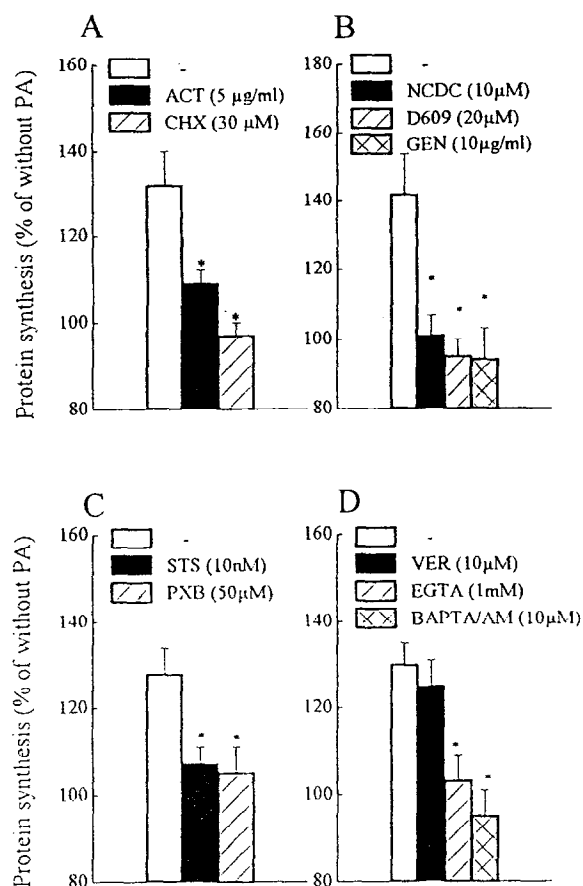 A
B
Protein synthesis (% of without PA)
160
140
120
100
80
-
ACT (5 µg/ml)
CHX (30 µM)
*
*
180
160
140
120
100
80
-
NCDC (10µM)
D609 (20µM)
GEN (10µg/ml)
*
*
*
C
D
Protein synthesis (% of without PA)
160
140
120
100
80
-
STS (10nM)
PXB (50µM)
*
*
160
140
120
100
80
-
VER (10µM)
EGTA (1mM)
BAPTA/AM (10µM)
*
*